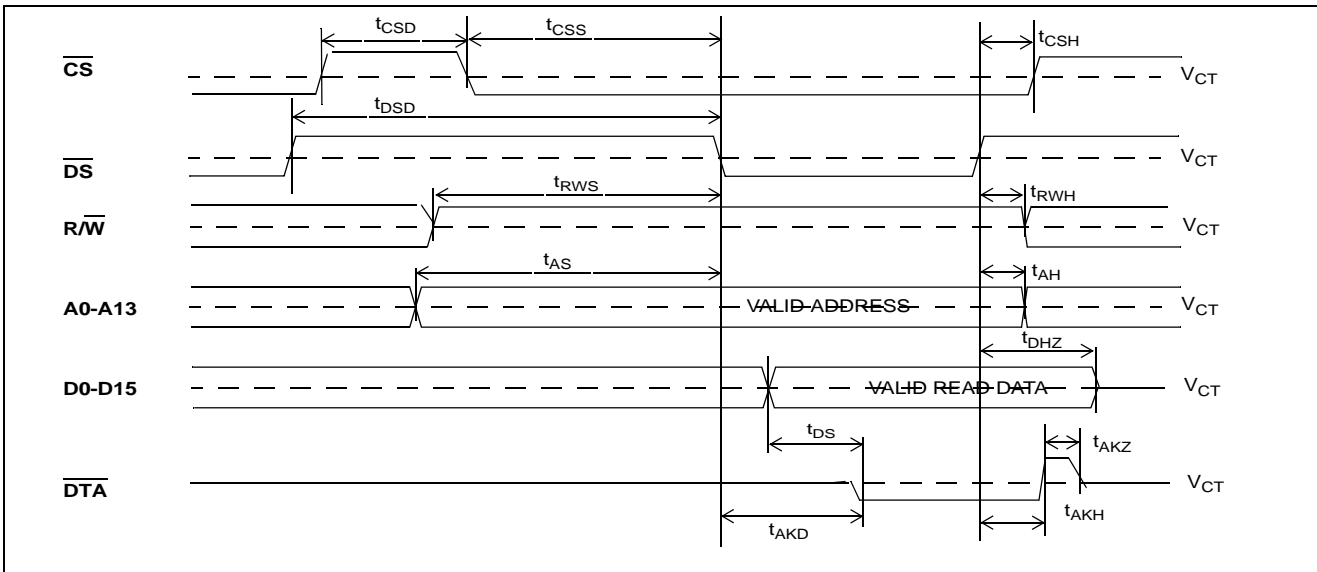 tCSD
tCSS
tCSH
CS
VCT
tDSD
DS
VCT
tRWS
tRWH
R/W
VCT
tAS
tAH
A0-A13
VALID ADDRESS
VCT
tDHZ
D0-D15
VALID READ DATA
VCT
tDS
tAKZ
DTA
VCT
tAKD
tAKH